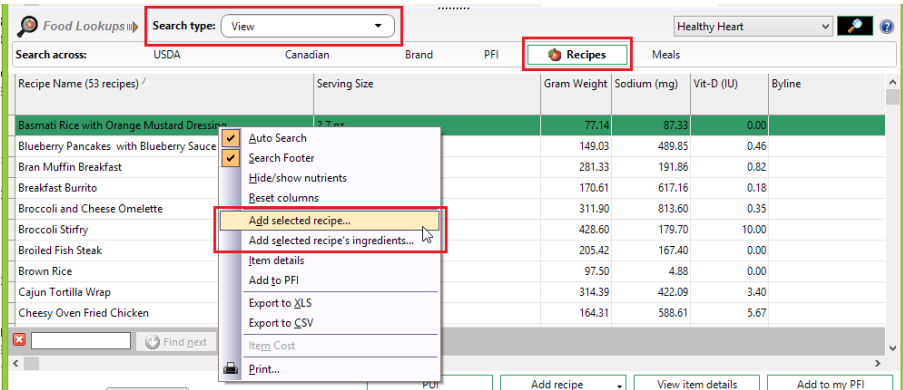 Food Lookups
Search type: View
Healthy Heart
Search across: USDA Canadian Brand PFI Recipes Meals
Recipe Name (53 recipes) Serving Size Gram Weight Sodium (mg) Vit-D (IU) Byline
Basmati Rice with Orange Mustard Dressing 2.7 oz 77.14 87.33 0.00
Blueberry Pancakes with Blueberry Sauce 149.03 489.85 0.46
Bran Muffin Breakfast 281.33 191.86 0.82
Breakfast Burrito 170.61 617.16 0.18
Broccoli and Cheese Omelette 311.90 813.60 0.35
Broccoli Stirfry 428.60 179.70 10.00
Broiled Fish Steak 205.42 167.40 0.00
Brown Rice 97.50 4.88 0.00
Cajun Tortilla Wrap 314.39 422.09 3.40
Cheesy Oven Fried Chicken 164.31 588.61 5.67
Auto Search
Search Footer
Hide/show nutrients
Reset columns
Add selected recipe...
Add selected recipe's ingredients...
Item details
Add to PFI
Export to XLS
Export to CSV
Item Cost
Print...
Find next
Add recipe View item details Add to my PFI